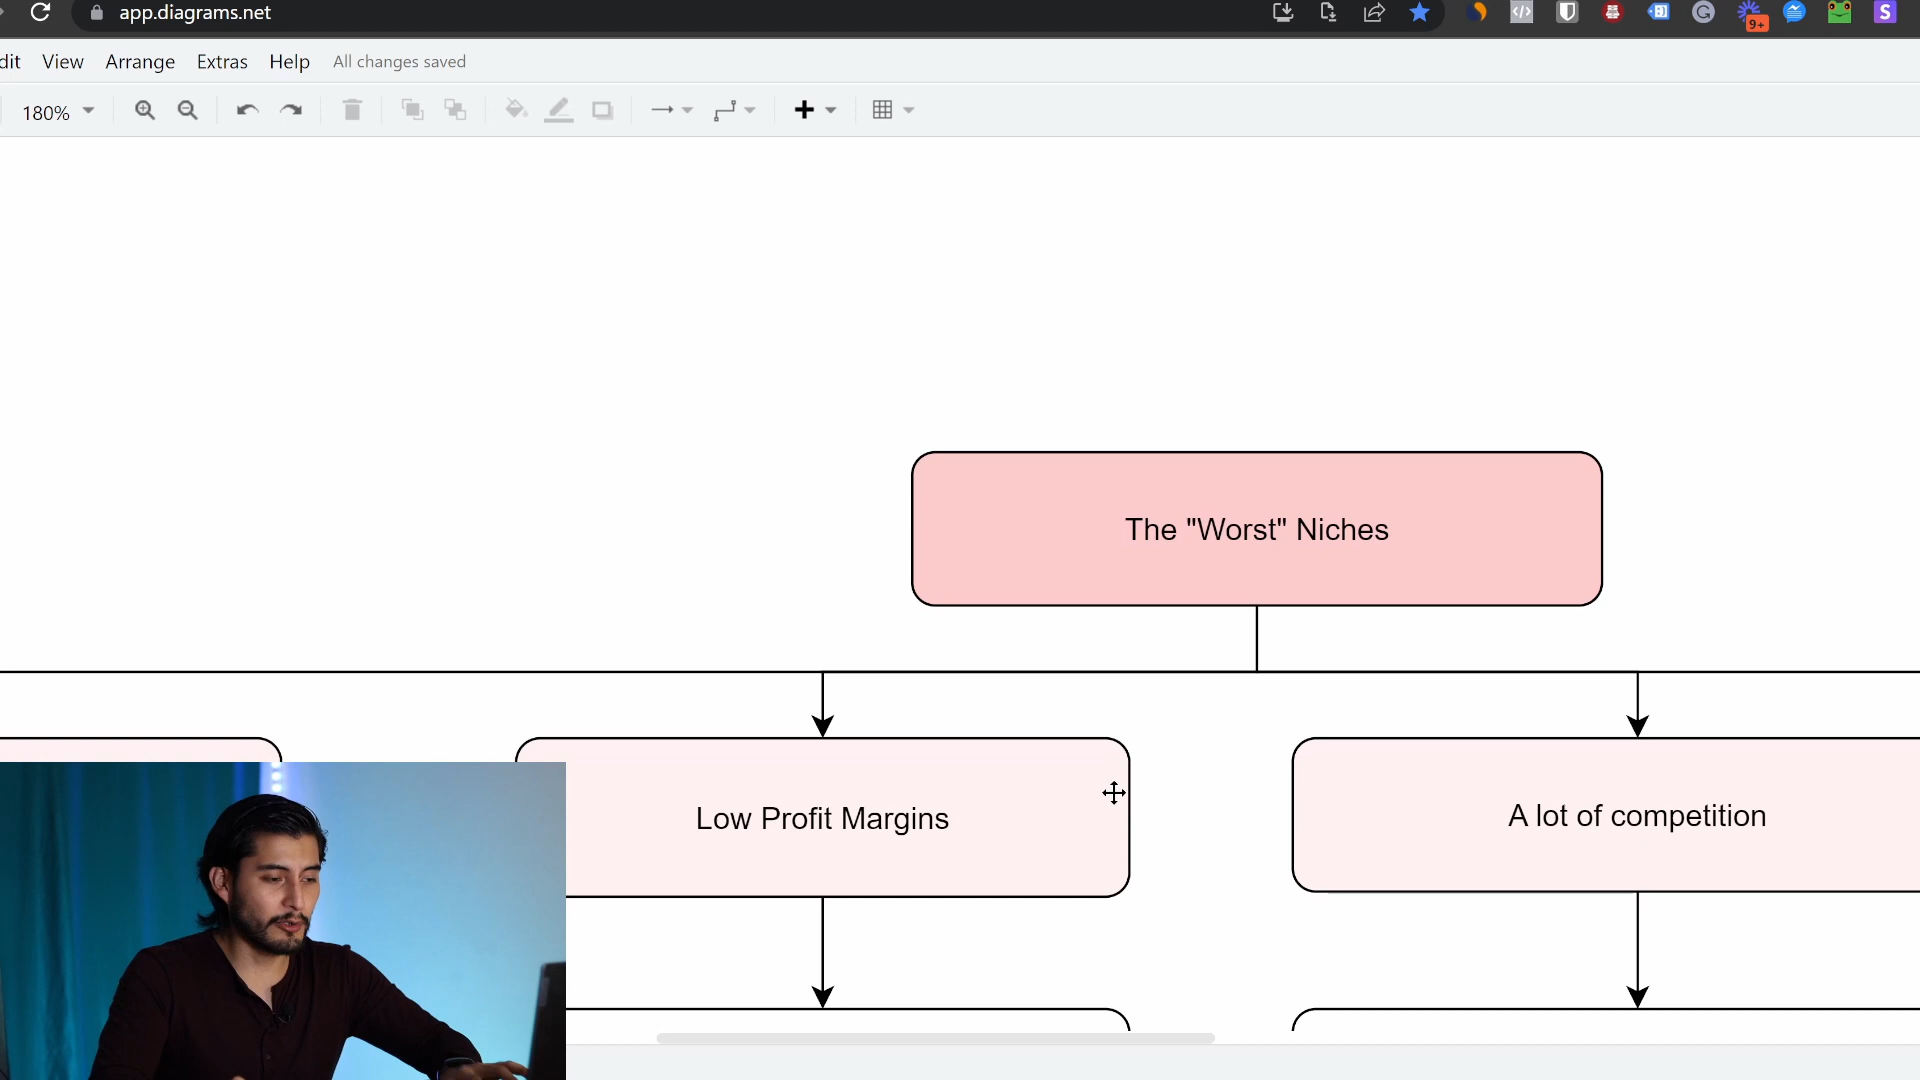 app.diagrams.net
9+
S
dit View Arrange Extras Help All changes saved
180%
The "Worst" Niches
Low Profit Margins
A lot of competition